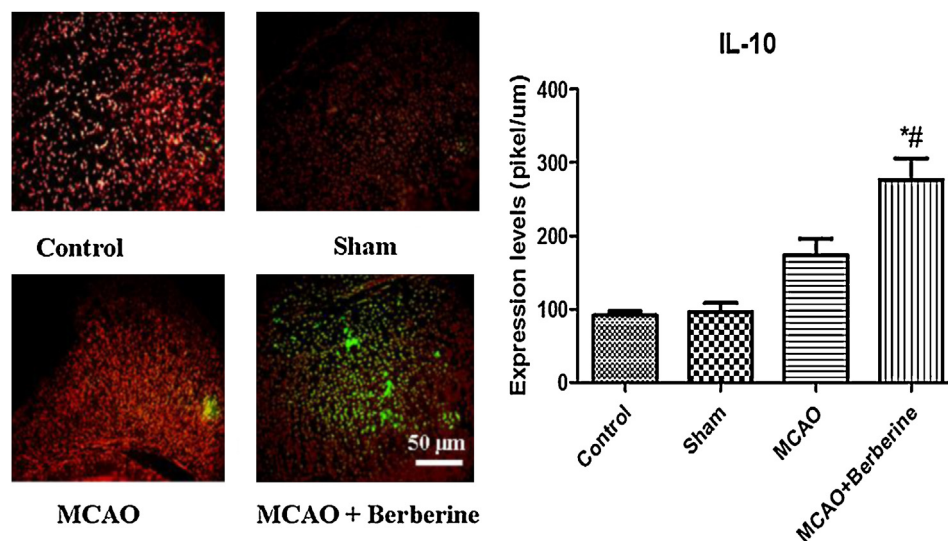 Control
Sham
MCAO
50 µm
MCAO + Berberine
IL-10
Expression levels (pikel/um)
400
300
200
100
0
*#
Control
Sham
MCAO
MCAO+Berberine